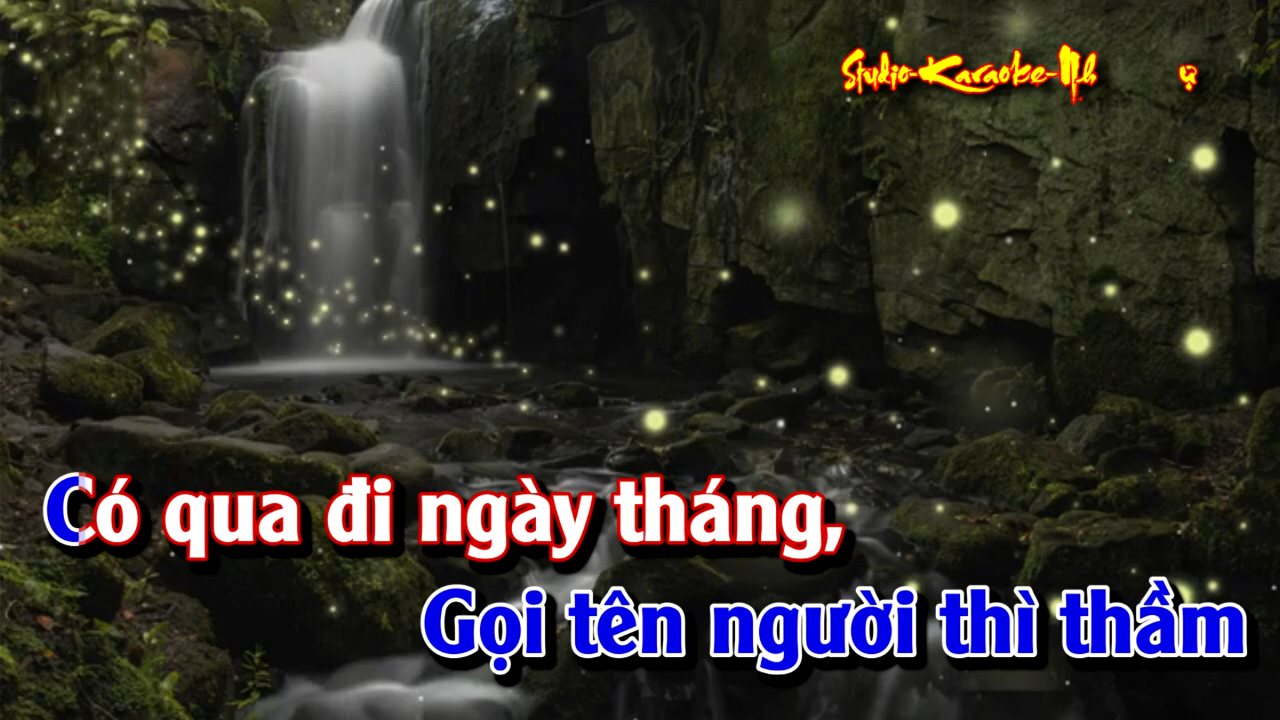 Studio-Karaoke-Nh
Có qua đi ngày tháng,
Gọi tên người thì thầm